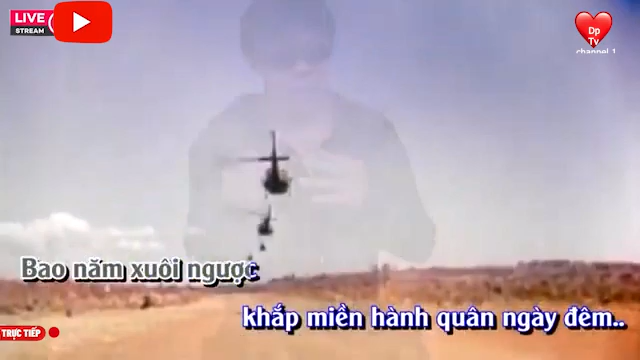 LIVE
STREAM
Dp
Tv
channel 1
Bao năm xuôi ngược
khắp miền hành quân ngày đêm..
TRỰC TIẾP